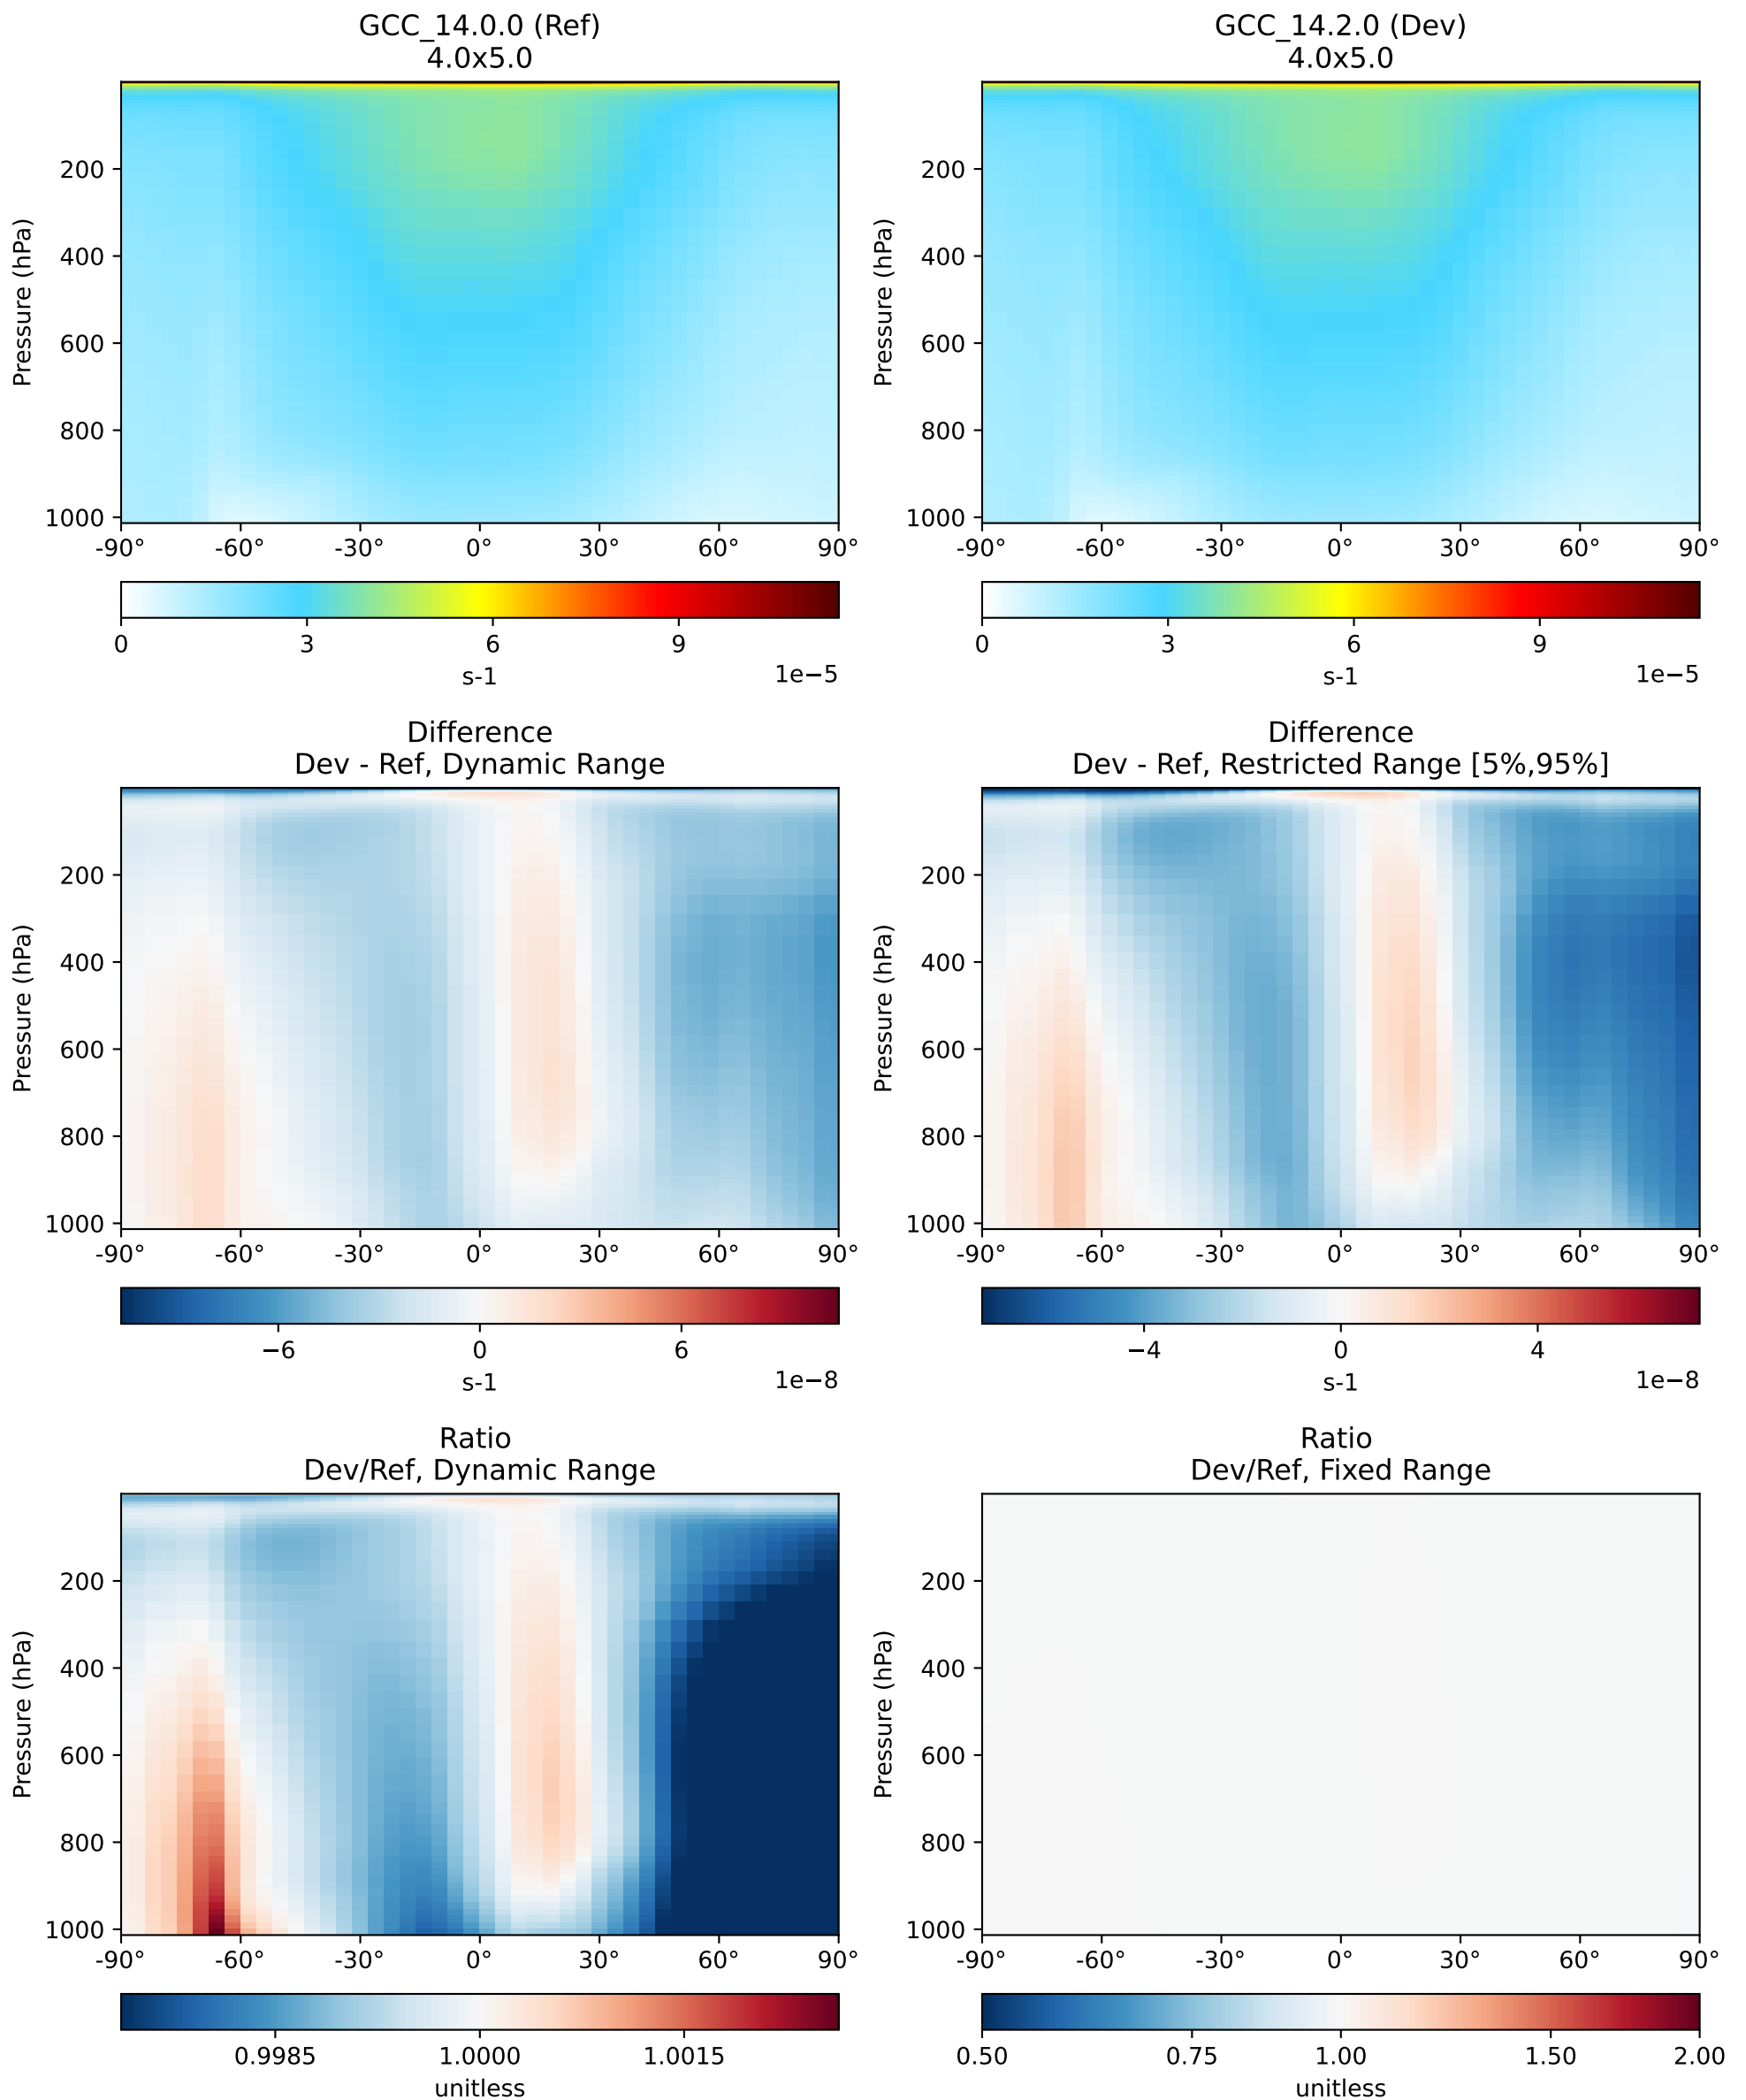 GCC_14.0.0 (Ref)
4.0x5.0
GCC_14.2.0 (Dev)
4.0x5.0
Pressure (hPa)
200
400
600
800
1000
-90° -60° -30° 0° 30° 60° 90°
0 3 6 9
s-1
1e−5
Pressure (hPa)
200
400
600
800
1000
-90° -60° -30° 0° 30° 60° 90°
0 3 6 9
s-1
1e−5
Difference
Dev - Ref, Dynamic Range
Pressure (hPa)
200
400
600
800
1000
-90° -60° -30° 0° 30° 60° 90°
−6 0 6
s-1
1e−8
Difference
Dev - Ref, Restricted Range [5%,95%]
Pressure (hPa)
200
400
600
800
1000
-90° -60° -30° 0° 30° 60° 90°
−4 0 4
s-1
1e−8
Ratio
Dev/Ref, Dynamic Range
Pressure (hPa)
200
400
600
800
1000
-90° -60° -30° 0° 30° 60° 90°
0.9985 1.0000 1.0015
unitless
Ratio
Dev/Ref, Fixed Range
Pressure (hPa)
200
400
600
800
1000
-90° -60° -30° 0° 30° 60° 90°
0.50 0.75 1.00 1.50 2.00
unitless